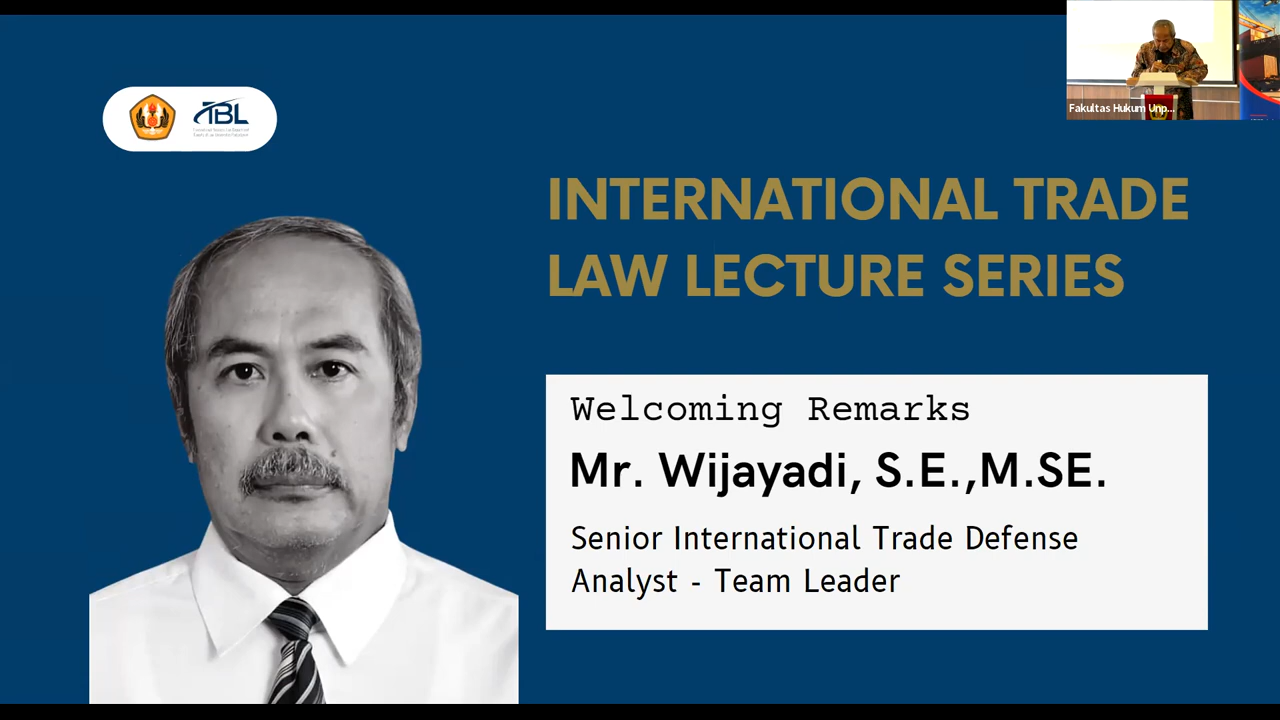 Fakultas Hukum Unp...
TBL
INTERNATIONAL TRADE
LAW LECTURE SERIES
Welcoming Remarks
Mr. Wijayadi, S.E.,M.SE.
Senior International Trade Defense
Analyst - Team Leader